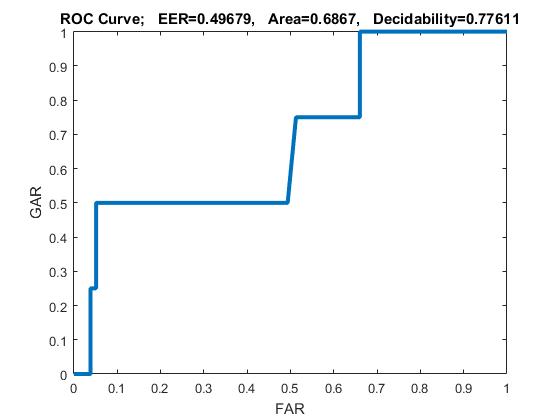 ROC Curve; EER=0.49679, Area=0.6867, Decidability=0.77611
1
0.9
0.8
0.7
0.6
0.5
0.4
0.3
0.2
0.1
0
GAR
0 0.1 0.2 0.3 0.4 0.5 0.6 0.7 0.8 0.9 1
FAR